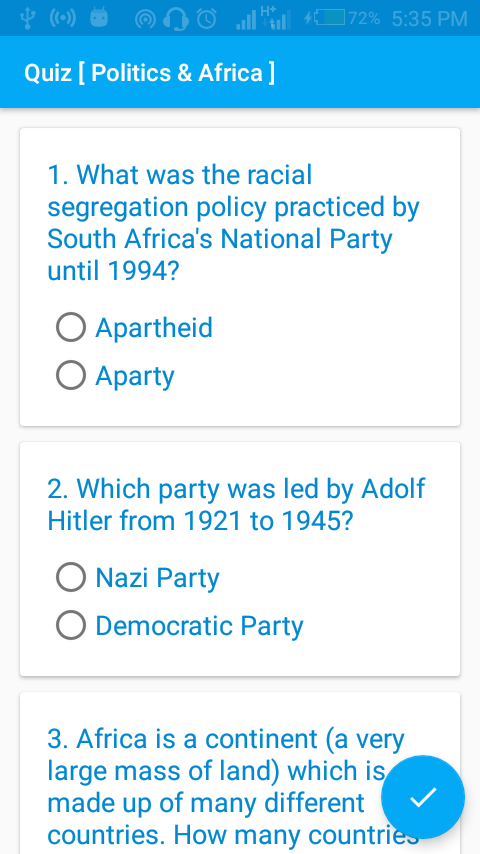 H+
72% 5:35 PM
Quiz [ Politics & Africa ]
1. What was the racial
segregation policy practiced by
South Africa's National Party
until 1994?
Apartheid
Aparty
2. Which party was led by Adolf
Hitler from 1921 to 1945?
Nazi Party
Democratic Party
3. Africa is a continent (a very
large mass of land) which is
made up of many different
countries. How many countries